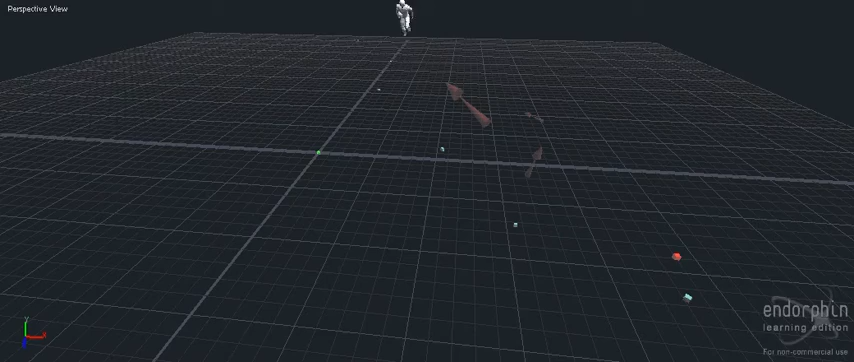 Perspective View
Y
X
endorphin
learning edition
For non-commercial use